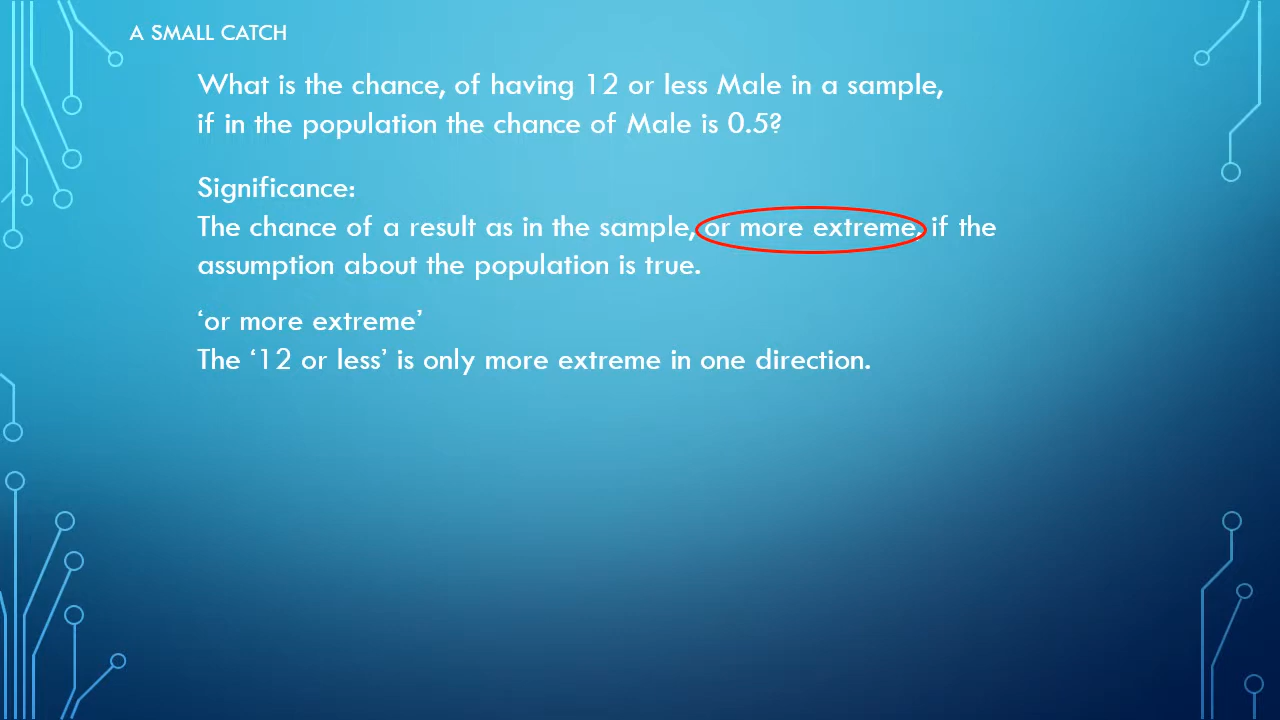 A SMALL CATCH
What is the chance, of having 12 or less Male in a sample,
if in the population the chance of Male is 0.5?
Significance:
The chance of a result as in the sample, or more extreme, if the
assumption about the population is true.
‘or more extreme’
The ‘12 or less’ is only more extreme in one direction.